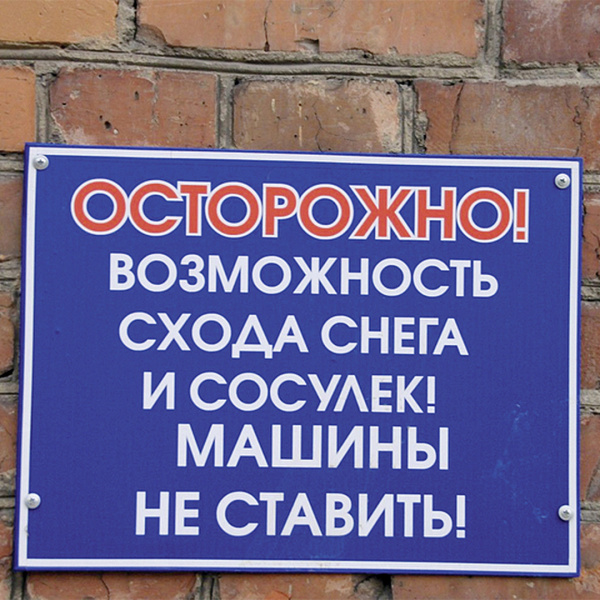 ОСТОРОЖНО!
ВОЗМОЖНОСТЬ
СХОДА СНЕГА
И СОСУЛЕК!
МАШИНЫ
НЕ СТАВИТЬ!